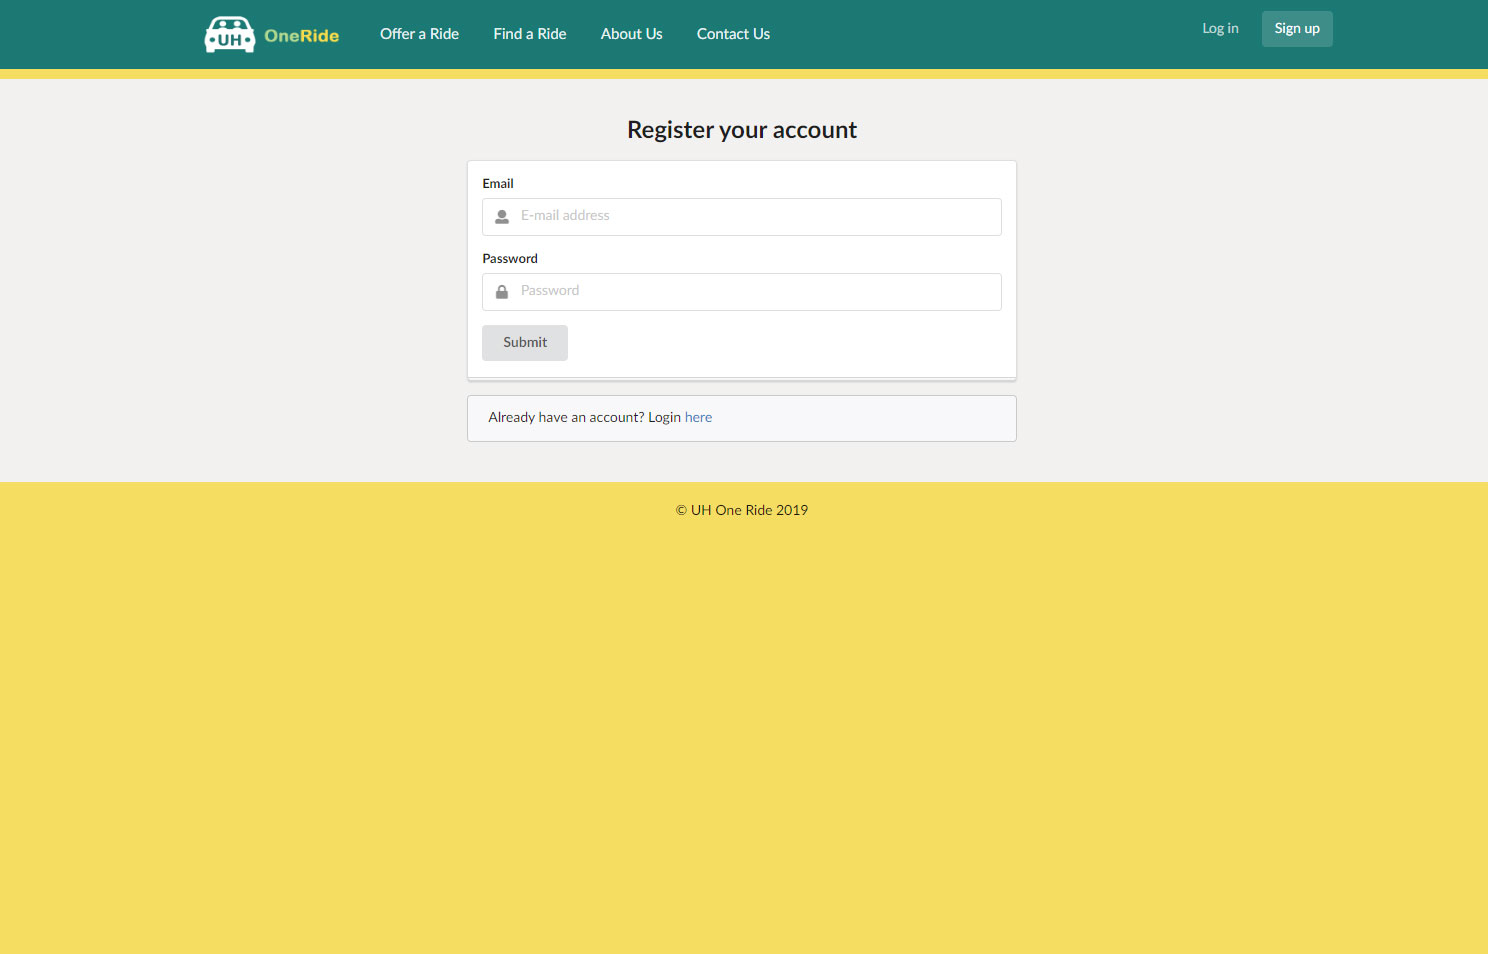 UH OneRide Offer a Ride Find a Ride About Us Contact Us Log in Sign up
Register your account
Email
E-mail address
Password
Password
Submit
Already have an account? Login here
© UH One Ride 2019